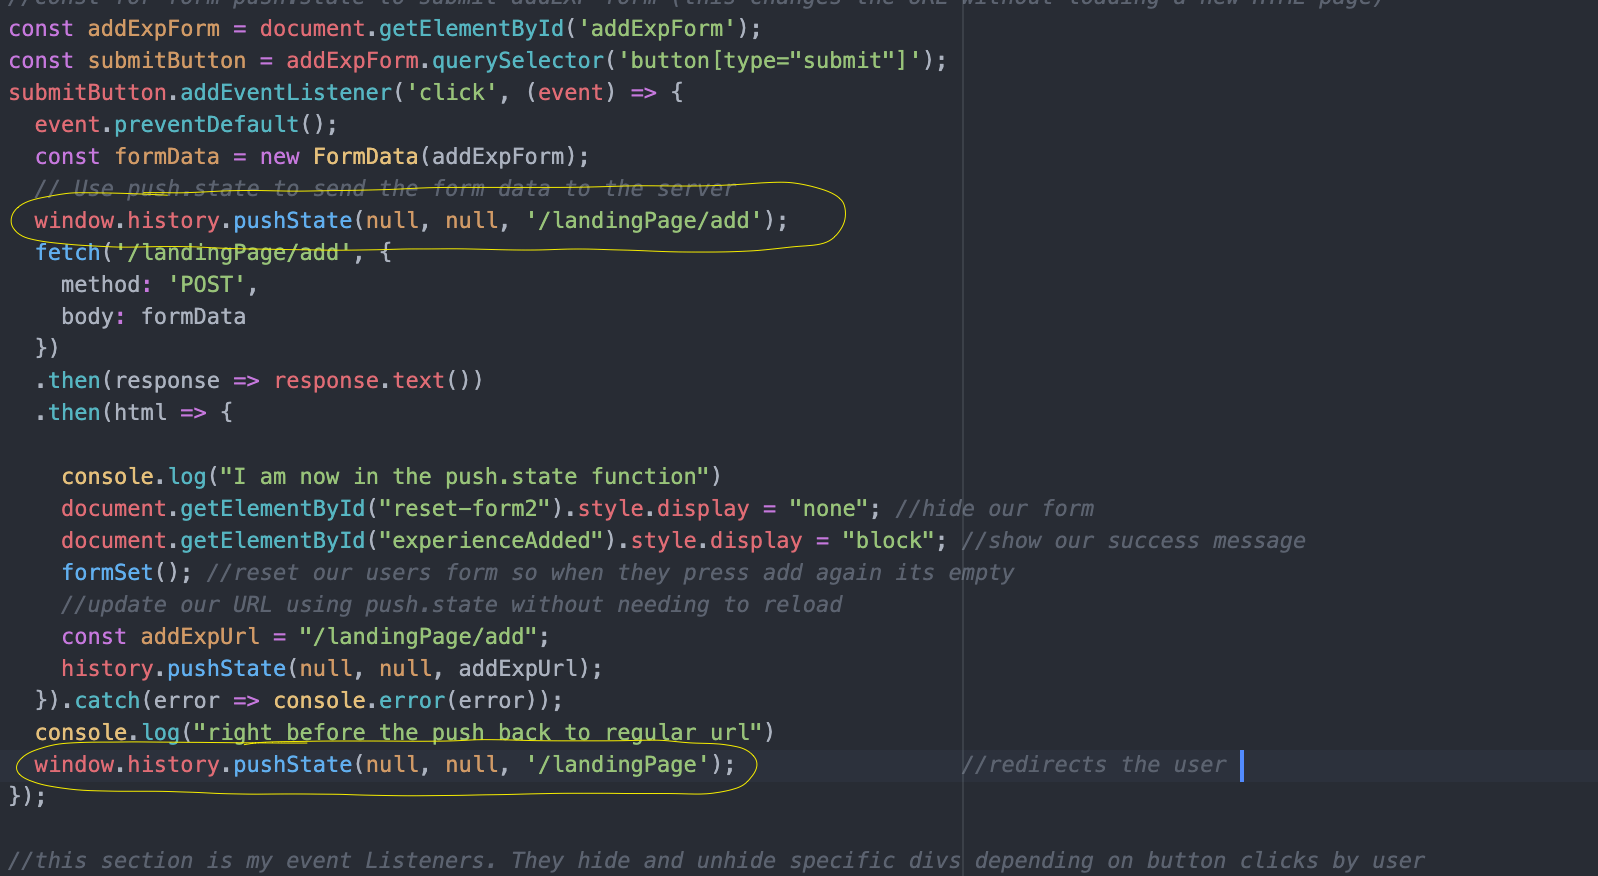 //const for form push.state to submit addExp form (this changes the URL without loading a new HTML page)
const addExpForm = document.getElementById('addExpForm');
const submitButton = addExpForm.querySelector('button[type="submit"]');
submitButton.addEventListener('click', (event) => {
event.preventDefault();
const formData = new FormData(addExpForm);
// Use push.state to send the form data to the server
window.history.pushState(null, null, '/landingPage/add');
fetch('/landingPage/add', {
method: 'POST',
body: formData
})
.then(response => response.text())
.then(html => {
console.log("I am now in the push.state function")
document.getElementById("reset-form2").style.display = "none"; //hide our form
document.getElementById("experienceAdded").style.display = "block"; //show our success message
formSet(); //reset our users form so when they press add again its empty
//update our URL using push.state without needing to reload
const addExpUrl = "/landingPage/add";
history.pushState(null, null, addExpUrl);
}).catch(error => console.error(error));
console.log("right before the push back to regular url")
window.history.pushState(null, null, '/landingPage'); //redirects the user
});
//this section is my event Listeners. They hide and unhide specific divs depending on button clicks by user